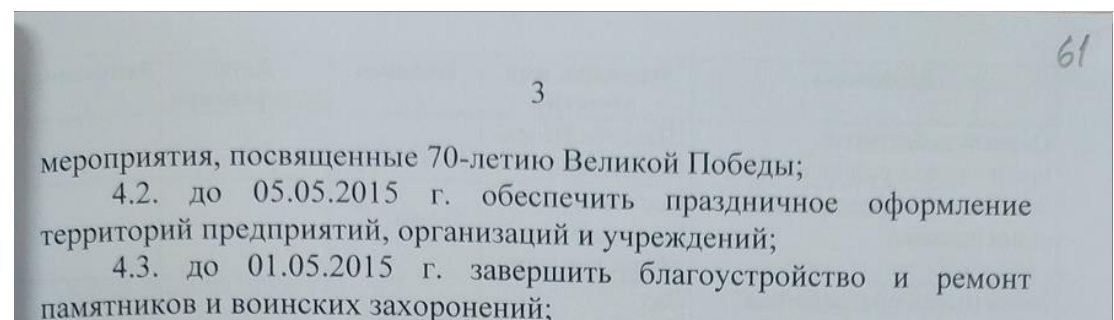 61
3
мероприятия, посвященные 70-летию Великой Победы;
4.2. до 05.05.2015 г. обеспечить праздничное оформление
территорий предприятий, организаций и учреждений;
4.3. до 01.05.2015 г. завершить благоустройство и ремонт
памятников и воинских захоронений;